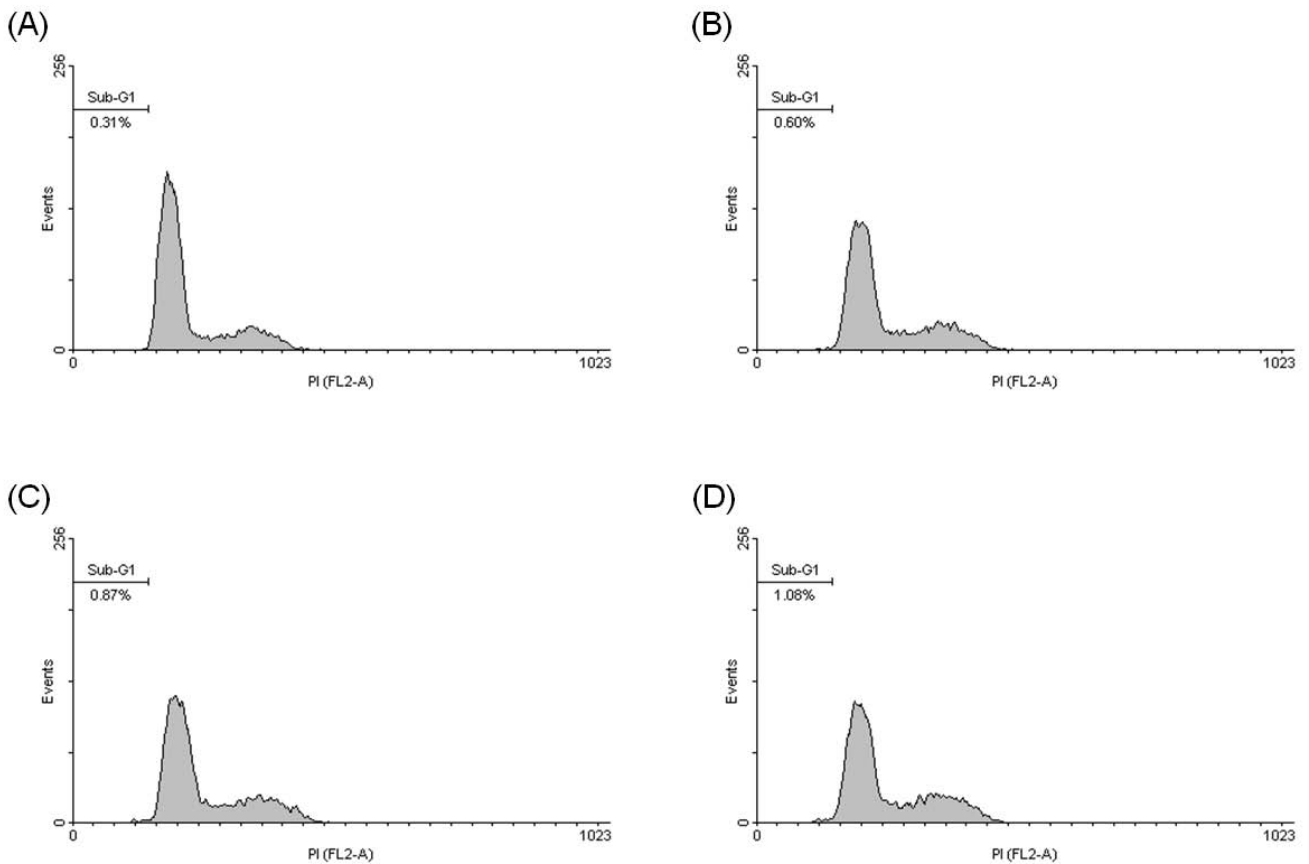 (A)
256
Sub-G1
0.31%
Events
0
0
1023
PI (FL2-A)
(B)
256
Sub-G1
0.60%
Events
0
0
1023
PI (FL2-A)
(C)
256
Sub-G1
0.87%
Events
0
0
1023
PI (FL2-A)
(D)
256
Sub-G1
1.08%
Events
0
0
1023
PI (FL2-A)